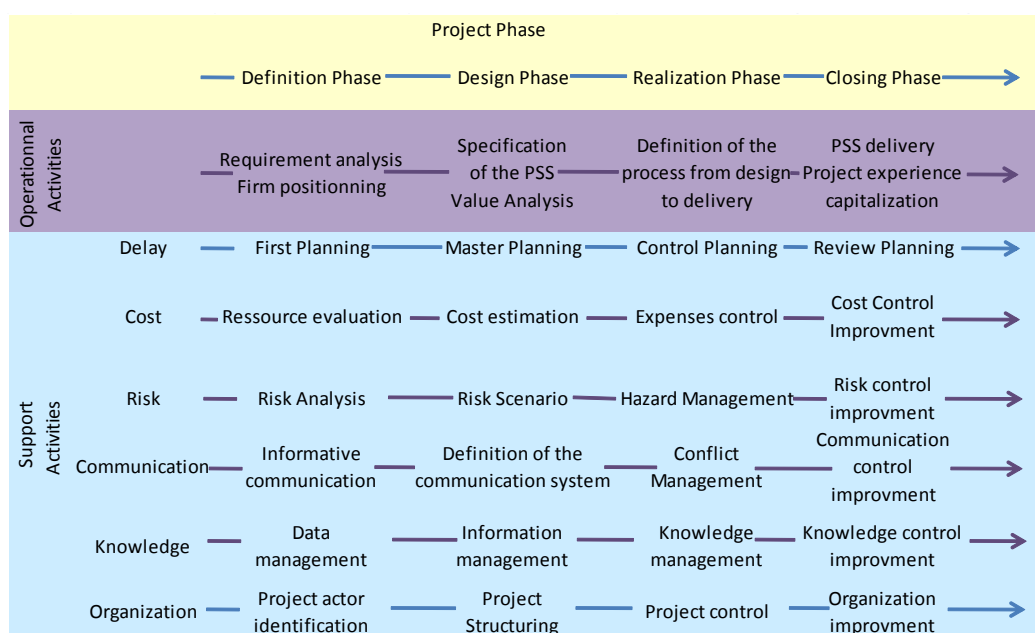 Project Phase
Definition Phase Design Phase Realization Phase Closing Phase
Operationnal
Activities
Requirement analysis
Firm positionning
Specification
of the PSS
Value Analysis
Definition of the
process from design
to delivery
PSS delivery
Project experience
capitalization
Support
Activities
Delay First Planning Master Planning Control Planning Review Planning
Cost Ressource evaluation Cost estimation Expenses control
Cost Control
Improvment
Risk Risk Analysis Risk Scenario Hazard Management
Risk control
improvment
Communication
Informative
communication
Definition of the
communication system
Conflict
Management
Communication
control
improvment
Knowledge
Data
management
Information
management
Knowledge
management
Knowledge control
improvment
Organization
Project actor
identification
Project
Structuring
Project control
Organization
improvment